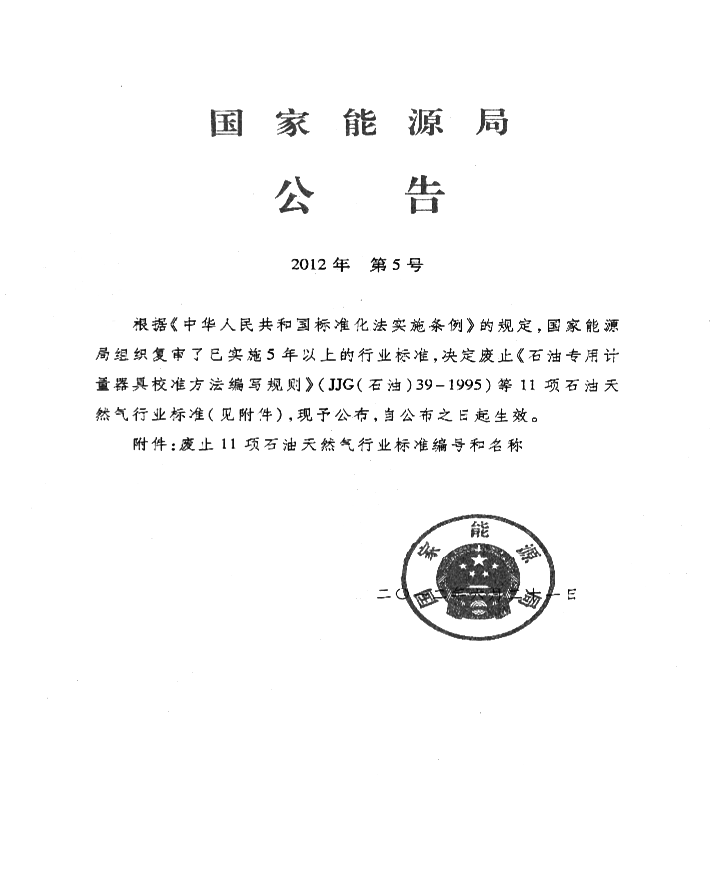 国家能源局
公告
2012年 第5号
根据《中华人民共和国标准化法实施条例》的规定,国家能源
局组织复审了已实施5年以上的行业标准,决定废止《石油专用计
量器具校准方法编写规则》(JJG(石油)39-1995)等11项石油天
然气行业标准(见附件),现予公布,自公布之日起生效。
附件:废止11项石油天然气行业标准编号和名称
国家能源局
二〇一二年六月二十一日